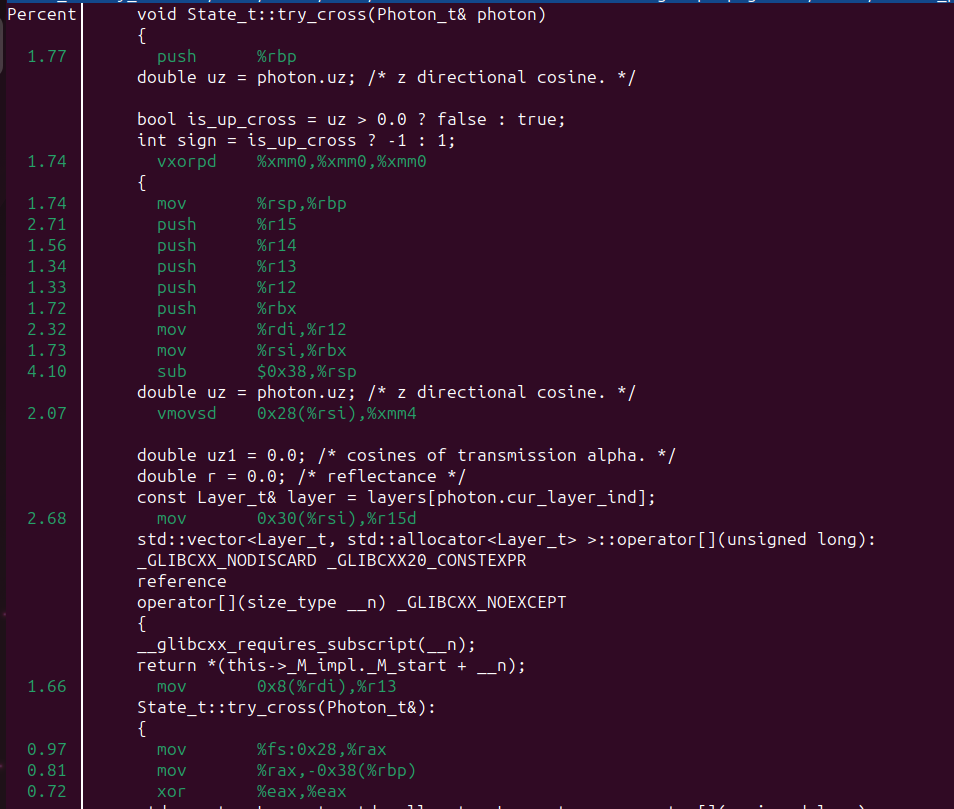 Percent void State_t::try_cross(Photon_t& photon)
{
1.77 push %rbp
double uz = photon.uz; /* z directional cosine. */
bool is_up_cross = uz > 0.0 ? false : true;
int sign = is_up_cross ? -1 : 1;
1.74 vxorpd %xmm0,%xmm0,%xmm0
{
1.74 mov %rsp,%rbp
2.71 push %r15
1.56 push %r14
1.34 push %r13
1.33 push %r12
1.72 push %rbx
2.32 mov %rdi,%r12
1.73 mov %rsi,%rbx
4.10 sub $0x38,%rsp
double uz = photon.uz; /* z directional cosine. */
2.07 vmovsd 0x28(%rsi),%xmm4
double uz1 = 0.0; /* cosines of transmission alpha. */
double r = 0.0; /* reflectance */
const Layer_t& layer = layers[photon.cur_layer_ind];
2.68 mov 0x30(%rsi),%r15d
std::vector<Layer_t, std::allocator<Layer_t> >::operator[](unsigned long):
_GLIBCXX_NODISCARD _GLIBCXX20_CONSTEXPR
reference
operator[](size_type __n) _GLIBCXX_NOEXCEPT
{
__glibcxx_requires_subscript(__n);
return *(this->_M_impl._M_start + __n);
1.66 mov 0x8(%rdi),%r13
State_t::try_cross(Photon_t&):
{
0.97 mov %fs:0x28,%rax
0.81 mov %rax,-0x38(%rbp)
0.72 xor %eax,%eax